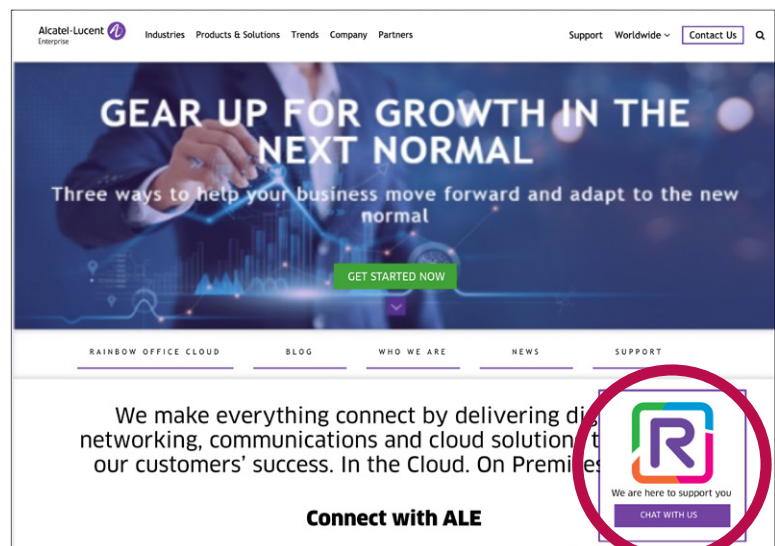 Alcatel-Lucent
Enterprise
Industries Products & Solutions Trends Company Partners
Support Worldwide Contact Us
GEAR UP FOR GROWTH IN THE
NEXT NORMAL
Three ways to help your business move forward and adapt to the new
normal
GET STARTED NOW
RAINBOW OFFICE CLOUD BLOG WHO WE ARE NEWS SUPPORT
We make everything connect by delivering
networking, communications and cloud
our customers’ success. In the Cloud. On
R
We are here to support you
CHAT WITH US
Connect with ALE